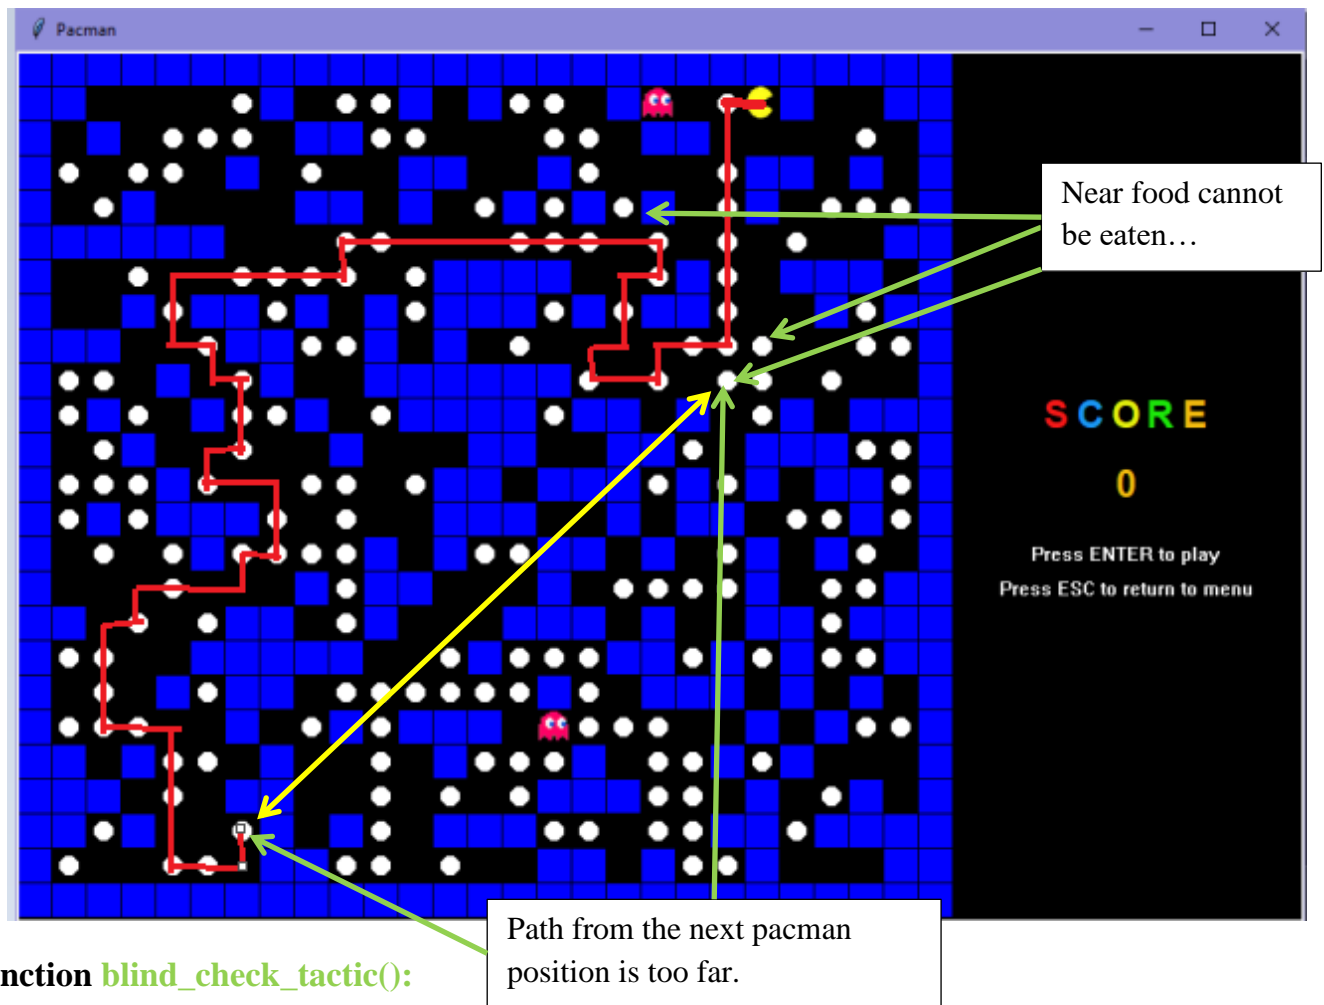 Pacman
Near food cannot
be eaten…
SCORE
0
Press ENTER to play
Press ESC to return to menu
Path from the next pacman
position is too far.
nction blind_check_tactic():